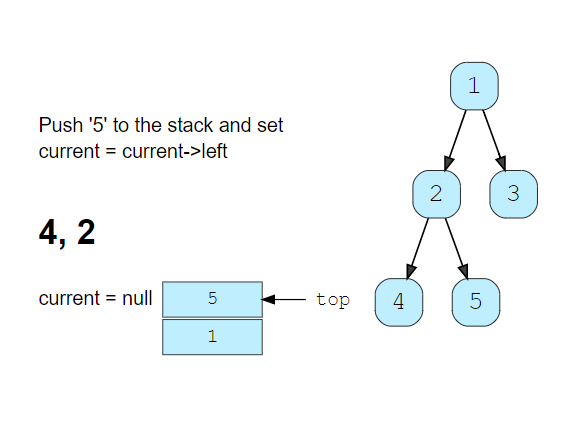 Push '5' to the stack and set
current = current->left
4, 2
current = null
5
top
1
1
2
3
4
5